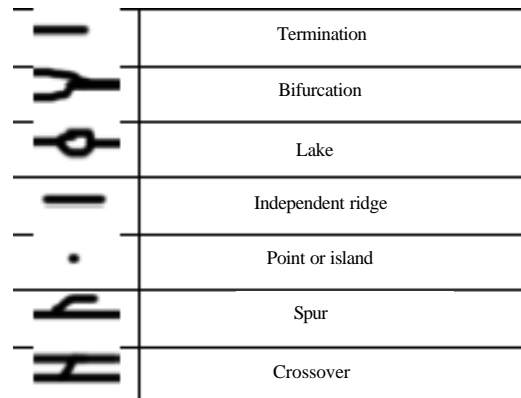 Termination
Bifurcation
Lake
Independent ridge
Point or island
Spur
Crossover